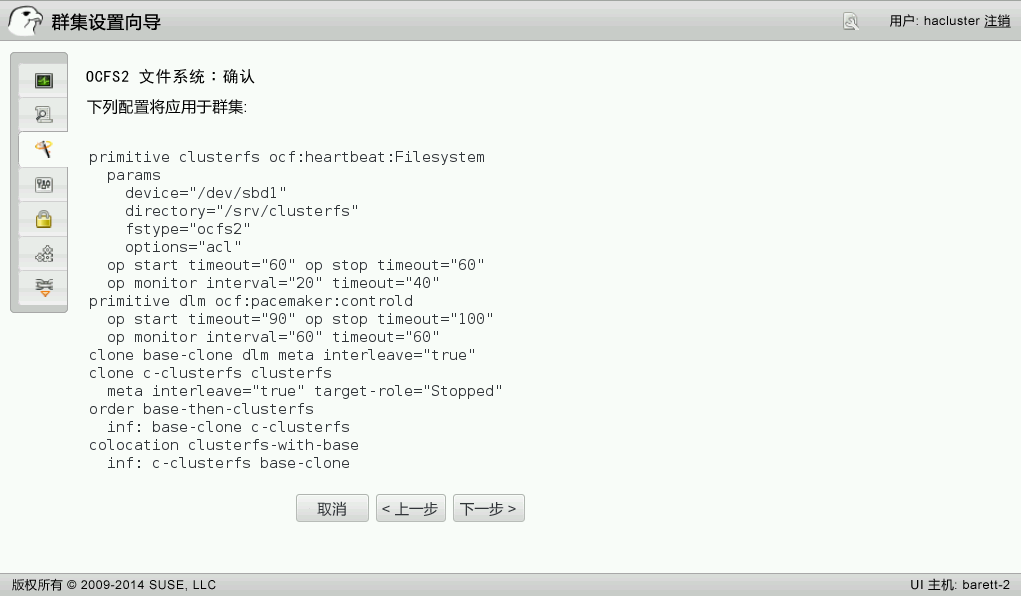 群集设置向导
用户: hacluster 注销
OCFS2 文件系统：确认
下列配置将应用于群集:
primitive clusterfs ocf:heartbeat:Filesystem
params
device="/dev/sbd1"
directory="/srv/clusterfs"
fstype="ocfs2"
options="acl"
op start timeout="60" op stop timeout="60"
op monitor interval="20" timeout="40"
primitive dlm ocf:pacemaker:controld
op start timeout="90" op stop timeout="100"
op monitor interval="60" timeout="60"
clone base-clone dlm meta interleave="true"
clone c-clusterfs clusterfs
meta interleave="true" target-role="Stopped"
order base-then-clusterfs
inf: base-clone c-clusterfs
colocation clusterfs-with-base
inf: c-clusterfs base-clone
取消 < 上一步 下一步 >
版权所有 © 2009-2014 SUSE, LLC
UI 主机: barett-2